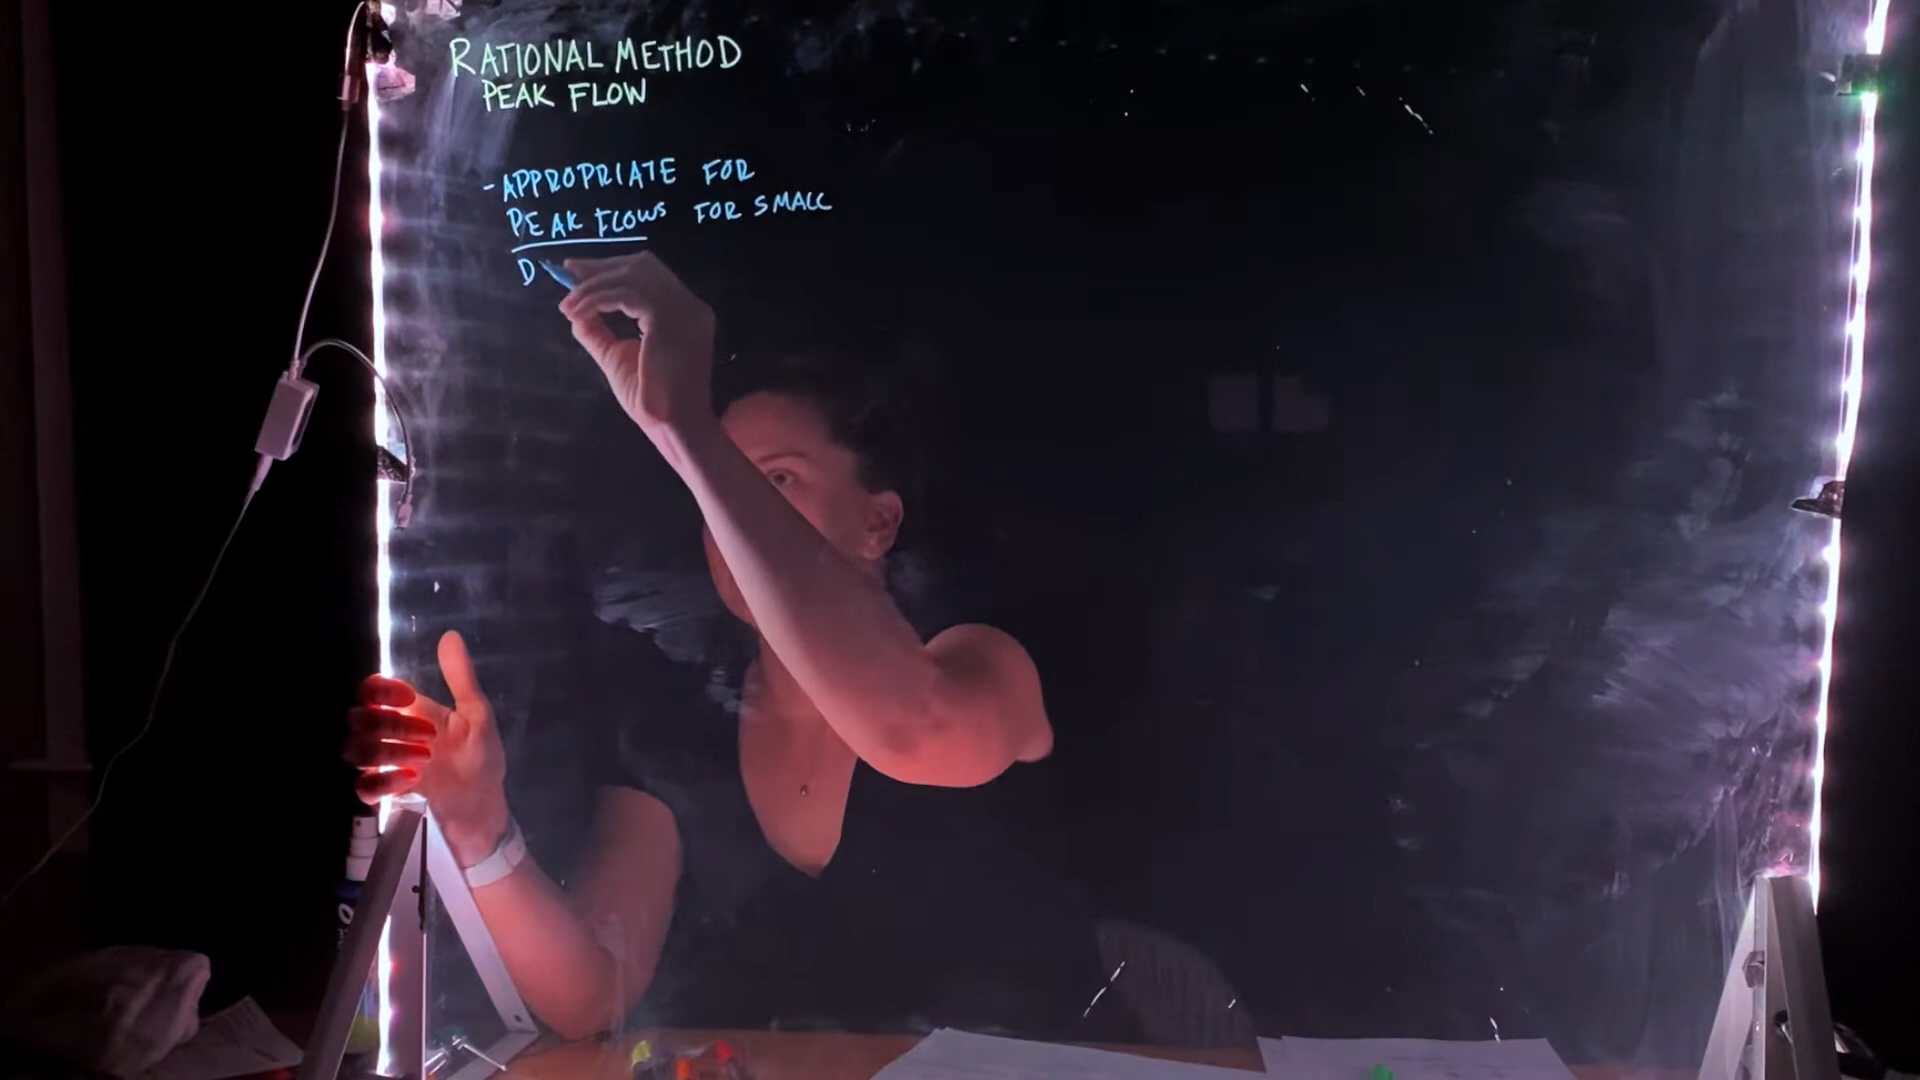 RATIONAL METHOD
PEAK FLOW
- APPROPRIATE FOR
PEAK FLOWS FOR SMALL
D